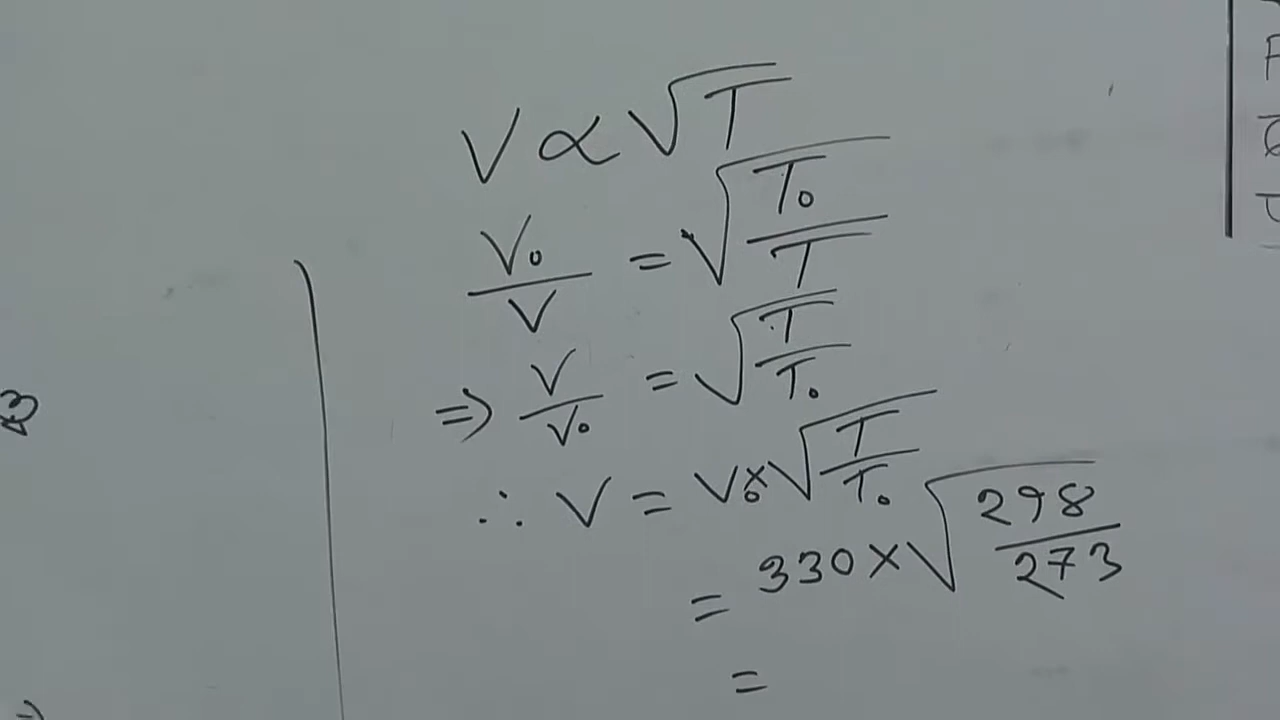 V ∝ √T
V₀/V = √(T₀/T)
⇒ V/V₀ = √(T/T₀)
∴ V = V₀ × √(T/T₀)
= 330 × √(298/273)
=